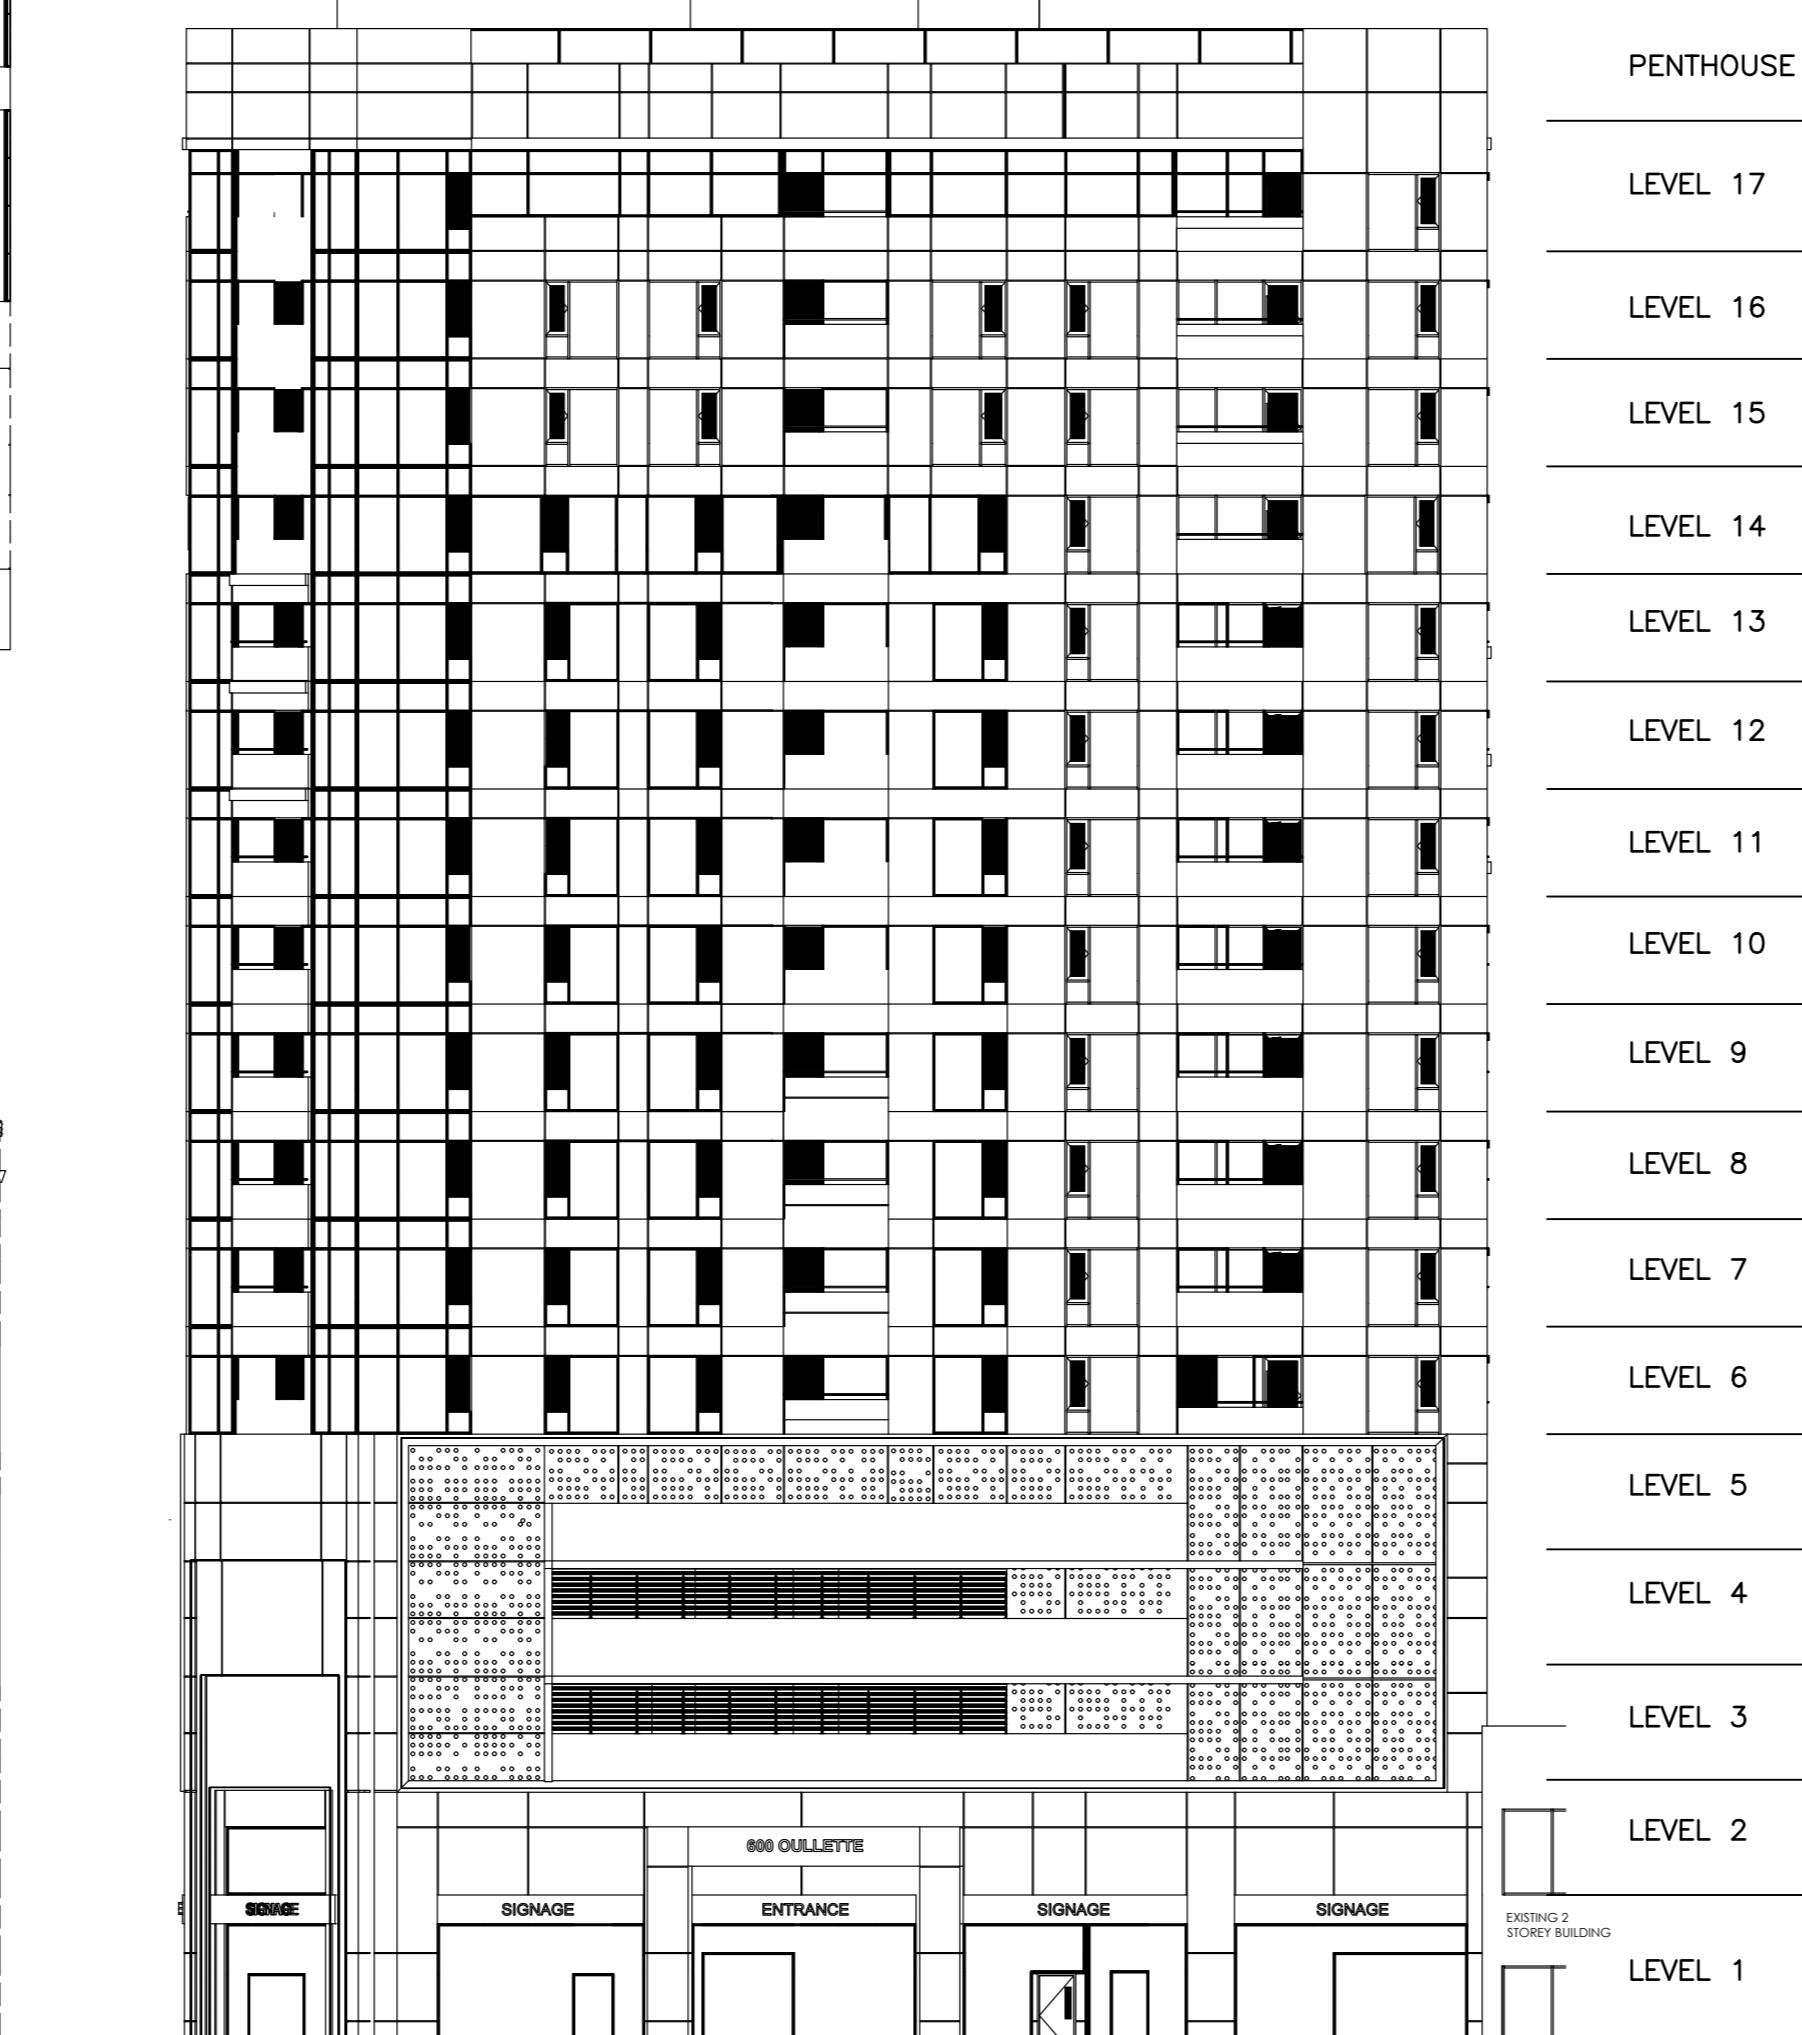 PENTHOUSE
LEVEL 17
LEVEL 16
LEVEL 15
LEVEL 14
LEVEL 13
LEVEL 12
LEVEL 11
LEVEL 10
LEVEL 9
LEVEL 8
LEVEL 7
LEVEL 6
LEVEL 5
LEVEL 4
LEVEL 3
LEVEL 2
600 OULLETTE
SIGNAGE
SIGNAGE
ENTRANCE
SIGNAGE
SIGNAGE
EXISTING 2
STOREY BUILDING
LEVEL 1